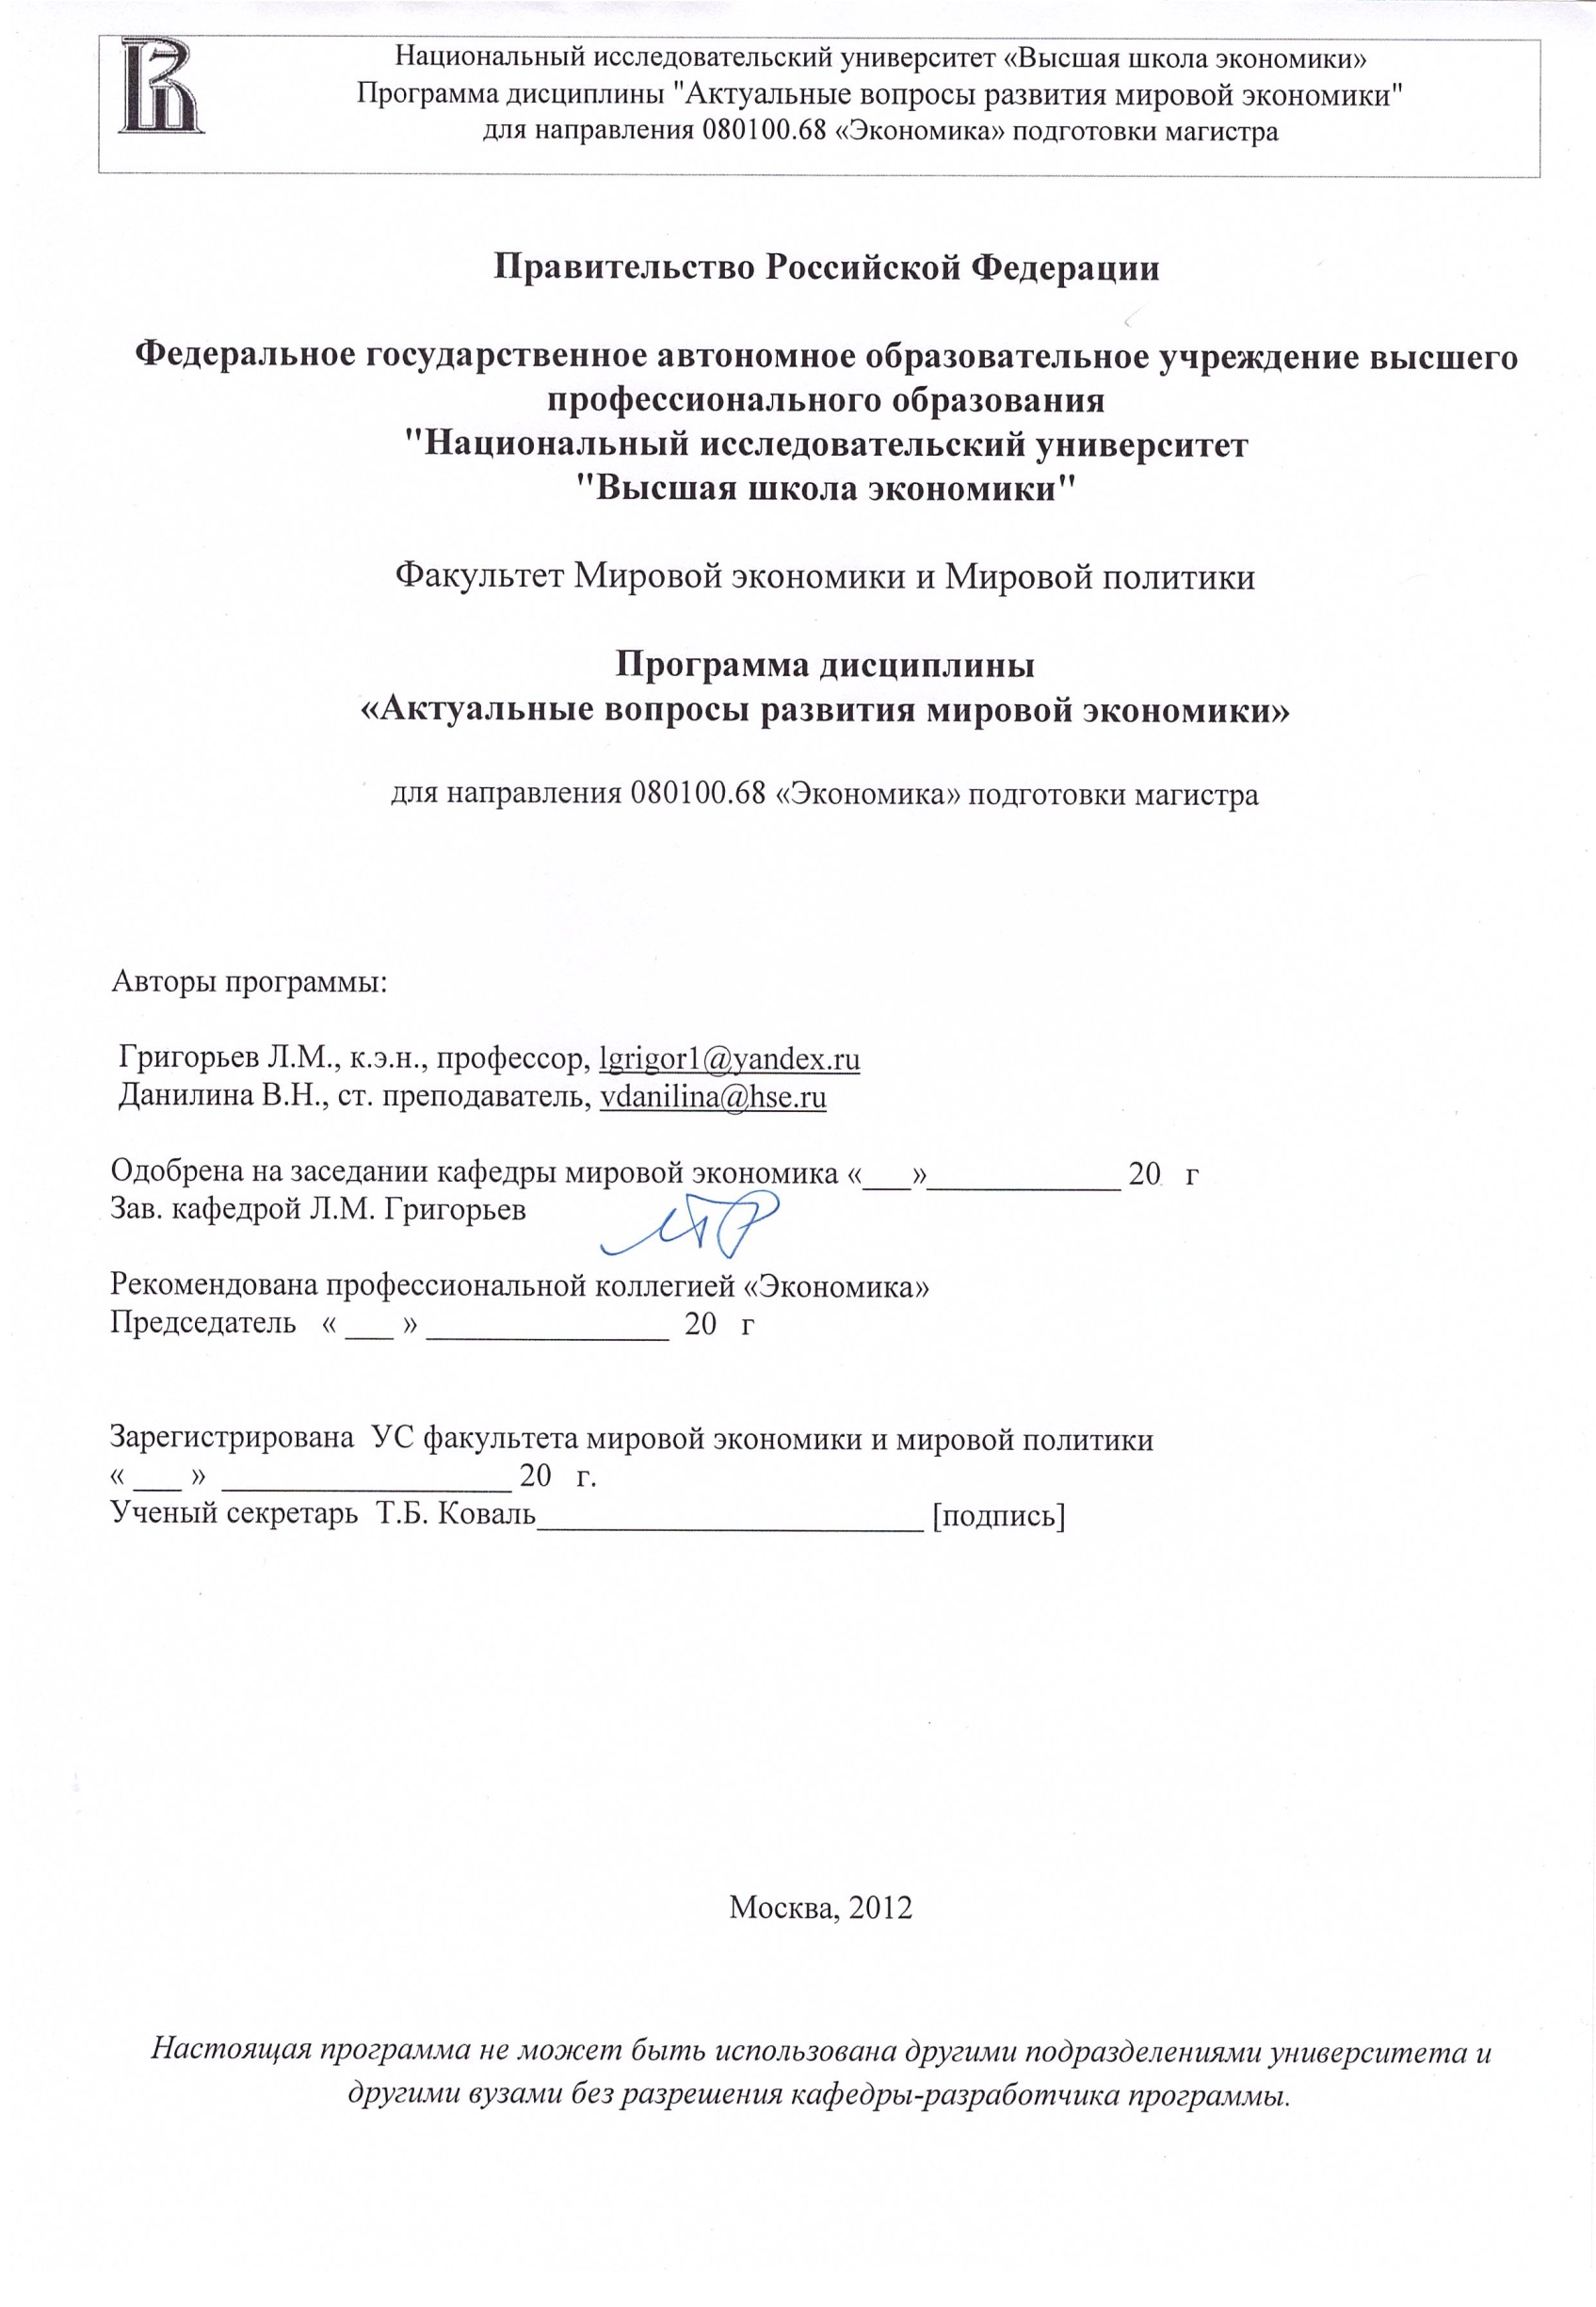 Национальный исследовательский университет «Высшая школа экономики»
Программа дисциплины "Актуальные вопросы развития мировой экономики"
для направления 080100.68 «Экономика» подготовки магистра
Правительство Российской Федерации
Федеральное государственное автономное образовательное учреждение высшего
профессионального образования
"Национальный исследовательский университет
"Высшая школа экономики"
Факультет Мировой экономики и Мировой политики
Программа дисциплины
«Актуальные вопросы развития мировой экономики»
для направления 080100.68 «Экономика» подготовки магистра
Авторы программы:
Григорьев Л.М., к.э.н., профессор, lgrigor1@yandex.ru
Данилина В.Н., ст. преподаватель, vdanilina@hse.ru
Одобрена на заседании кафедры мировой экономика «___»____________ 20 г
Зав. кафедрой Л.М. Григорьев
Рекомендована профессиональной коллегией «Экономика»
Председатель « ___ » _______________ 20 г
Зарегистрирована УС факультета мировой экономики и мировой политики
« ___ » __________________ 20 г.
Ученый секретарь Т.Б. Коваль________________________ [подпись]
Москва, 2012
Настоящая программа не может быть использована другими подразделениями университета и
другими вузами без разрешения кафедры-разработчика программы.